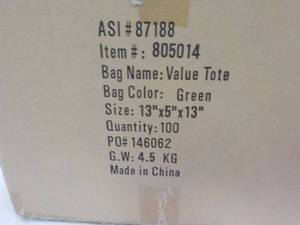 ASI # 87188
Item #: 805014
Bag Name: Value Tote
Bag Color: Green
Size: 13"x5"x13"
Quantity: 100
PO# 146062
G.W: 4.5 KG
Made in China